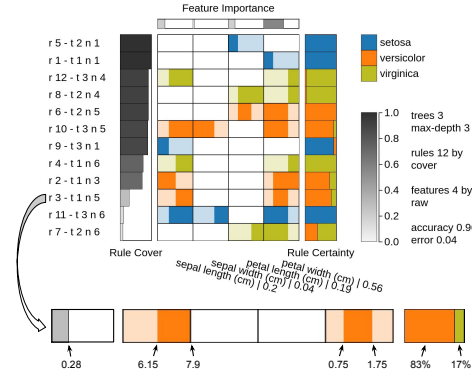 Feature Importance
r 5 - t 2 n 1
r 1 - t 1 n 1
r 12 - t 3 n 4
r 8 - t 2 n 4
r 6 - t 2 n 5
r 10 - t 3 n 5
r 9 - t 3 n 1
r 4 - t 1 n 6
r 2 - t 1 n 3
r 3 - t 1 n 5
r 11 - t 3 n 6
r 7 - t 2 n 6
setosa
versicolor
virginica
1.0
0.8
0.6
0.4
0.2
0.0
trees 3
max-depth 3
rules 12 by
cover
features 4 by
raw
accuracy 0.9
error 0.04
Rule Cover
Rule Certainty
sepal length (cm) | 0.2
sepal width (cm) | 0.04
petal length (cm) | 0.19
petal width (cm) | 0.56
0.28
6.15
7.9
0.75
1.75
83%
17%